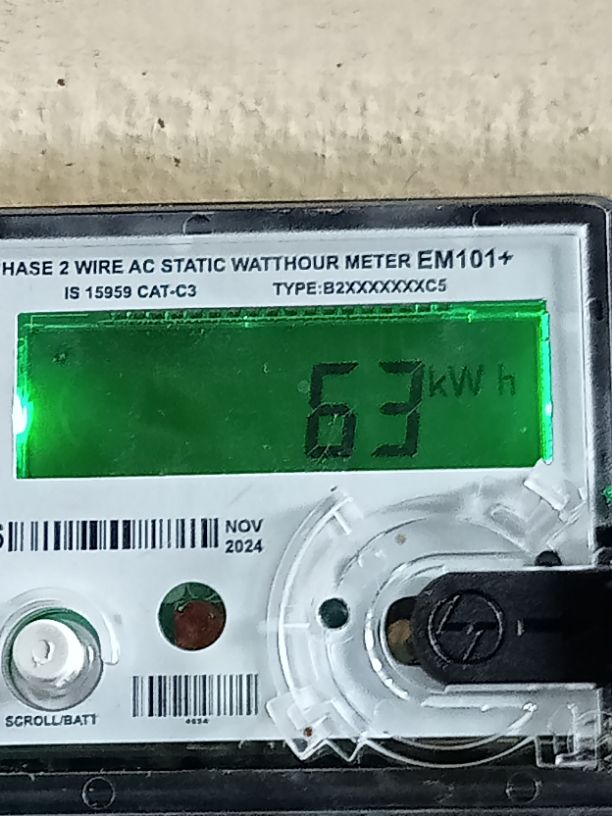 HASE 2 WIRE AC STATIC WATTHOUR METER EM101+
IS 15959 CAT-C3 TYPE:B2XXXXXXXC5
63 kW h
NOV
2024
SCROLL/BATT